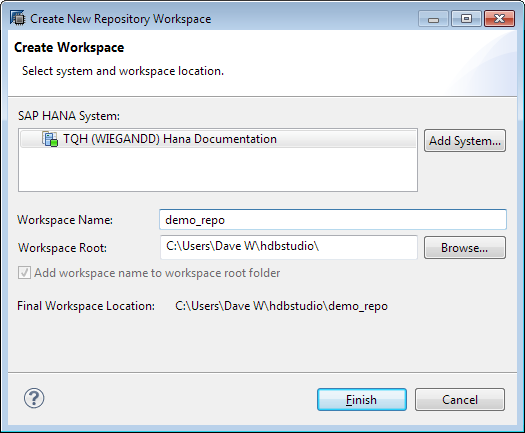 Create New Repository Workspace
Create Workspace
Select system and workspace location.
SAP HANA System:
TQH (WIEGANDD) Hana Documentation
Add System...
Workspace Name:
demo_repo
Workspace Root:
C:\Users\Dave W\hdbstudio\
Browse...
Add workspace name to workspace root folder
Final Workspace Location:
C:\Users\Dave W\hdbstudio\demo_repo
?
Finish
Cancel